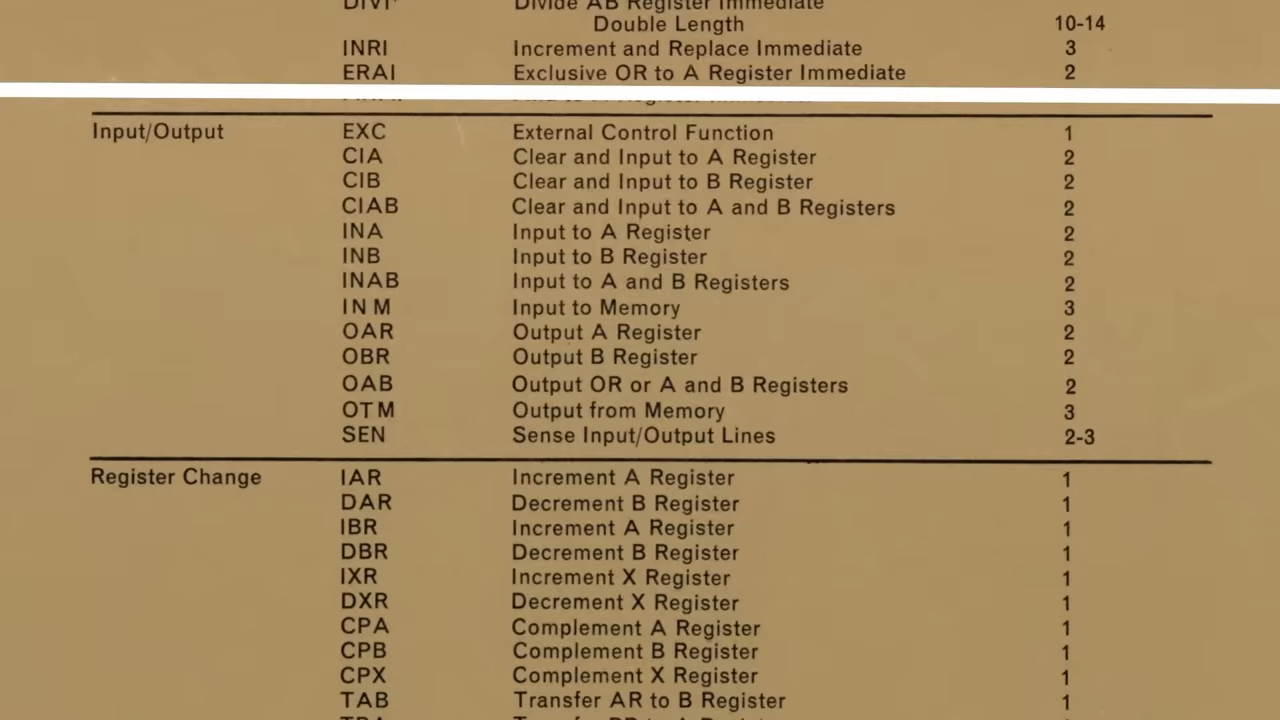 Divide AB Register Immediate
Double Length 10-14
INRI Increment and Replace Immediate 3
ERAI Exclusive OR to A Register Immediate 2
Input/Output EXC External Control Function 1
CIA Clear and Input to A Register 2
CIB Clear and Input to B Register 2
CIAB Clear and Input to A and B Registers 2
INA Input to A Register 2
INB Input to B Register 2
INAB Input to A and B Registers 2
INM Input to Memory 3
OAR Output A Register 2
OBR Output B Register 2
OAB Output OR or A and B Registers 2
OTM Output from Memory 3
SEN Sense Input/Output Lines 2-3
Register Change IAR Increment A Register 1
DAR Decrement B Register 1
IBR Increment A Register 1
DBR Decrement B Register 1
IXR Increment X Register 1
DXR Decrement X Register 1
CPA Complement A Register 1
CPB Complement B Register 1
CPX Complement X Register 1
TAB Transfer AR to B Register 1